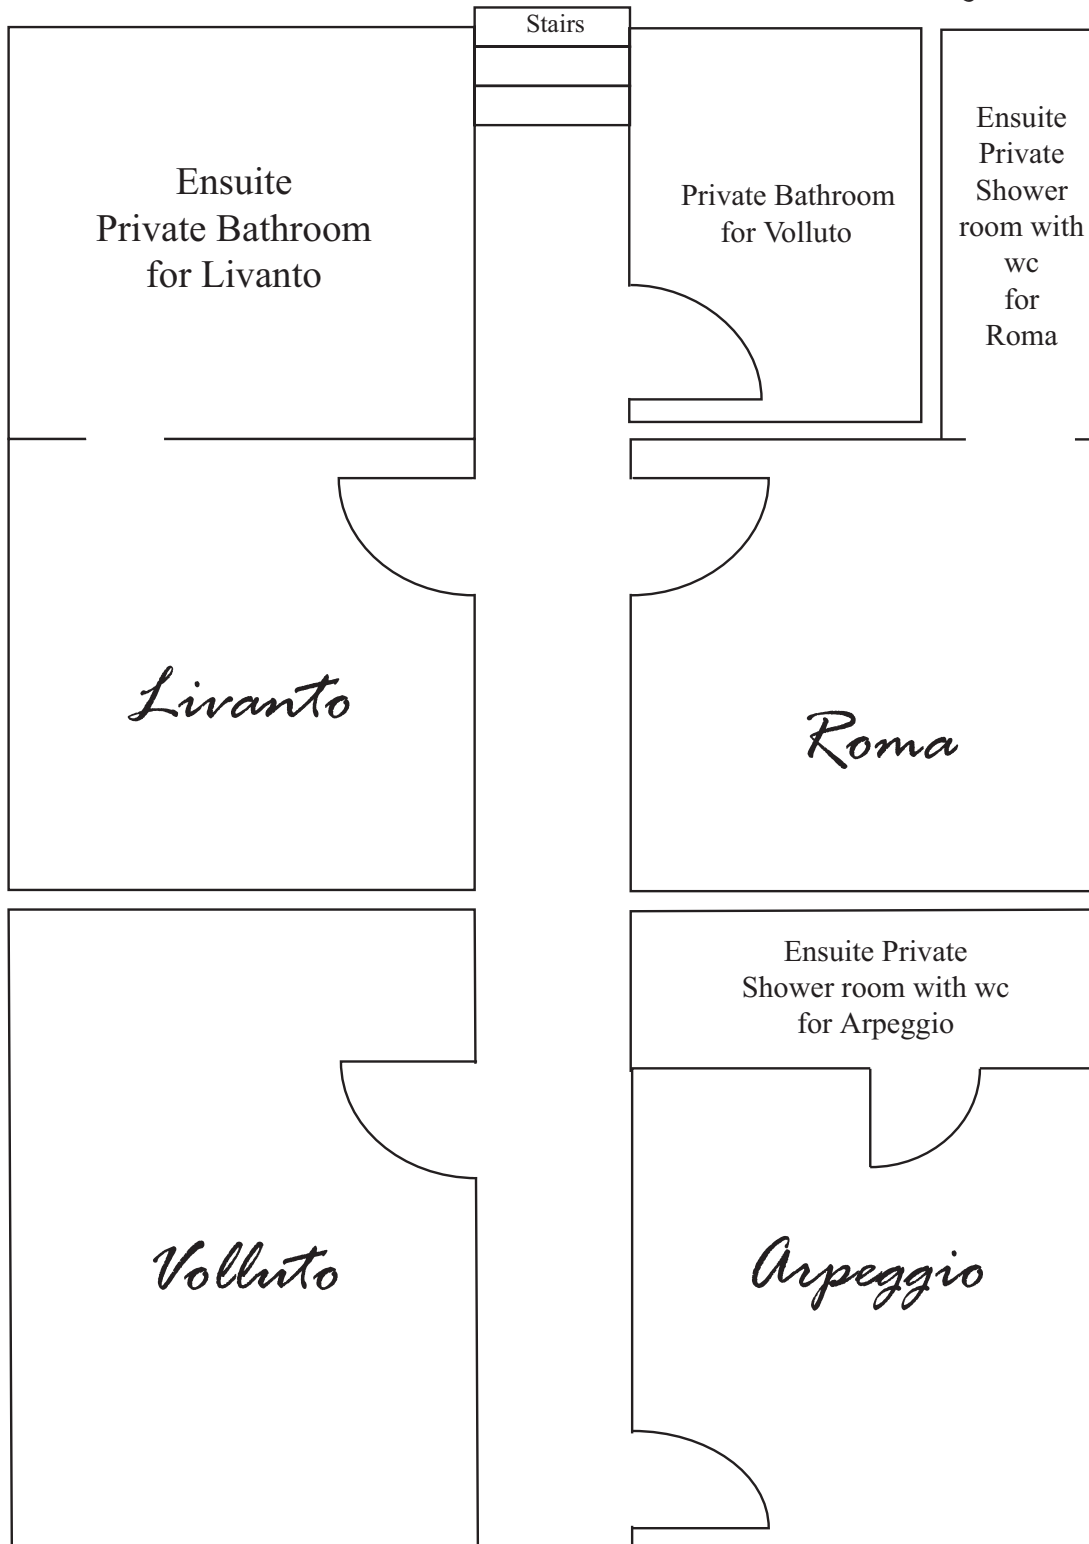 Stairs
Ensuite
Private Bathroom
for Livanto
Private Bathroom
for Volluto
Ensuite
Private
Shower
room with
wc
for
Roma
Livanto
Roma
Ensuite Private
Shower room with wc
for Arpeggio
Volluto
Arpeggio